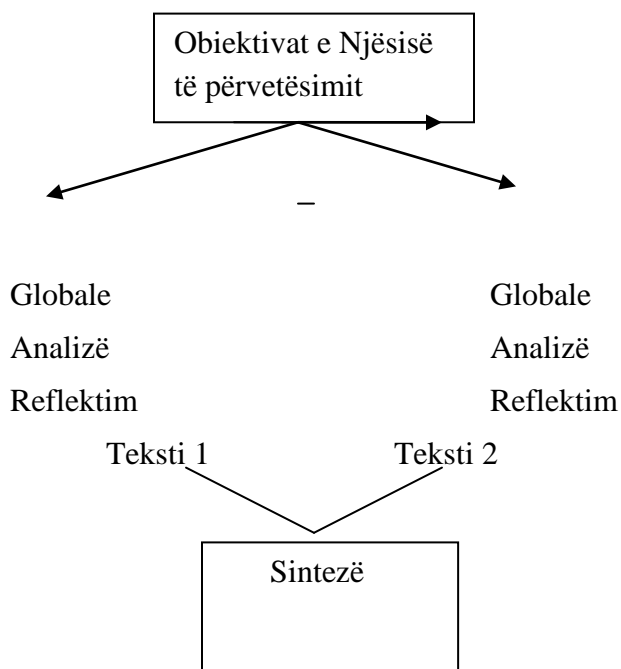 Obiektivat e Njësisë
të përvetësimit
–
Globale Globale
Analizë Analizë
Reflektim Reflektim
Teksti 1 Teksti 2
Sintezë